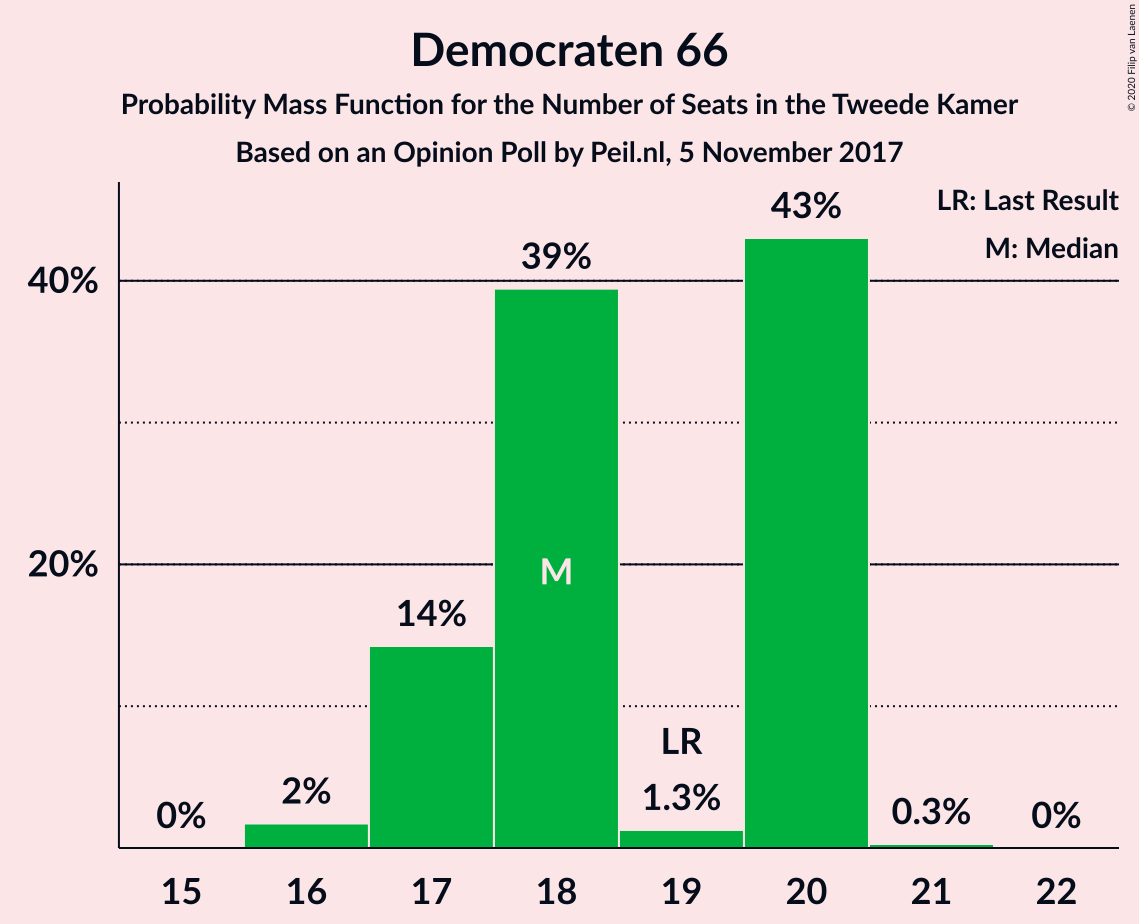 Democraten 66
Probability Mass Function for the Number of Seats in the Tweede Kamer
Based on an Opinion Poll by Peil.nl, 5 November 2017
© 2020 Filip van Laenen
LR: Last Result
M: Median
40%
20%
0%
2%
14%
39%
M
LR
1.3%
43%
0.3%
0%
15 16 17 18 19 20 21 22